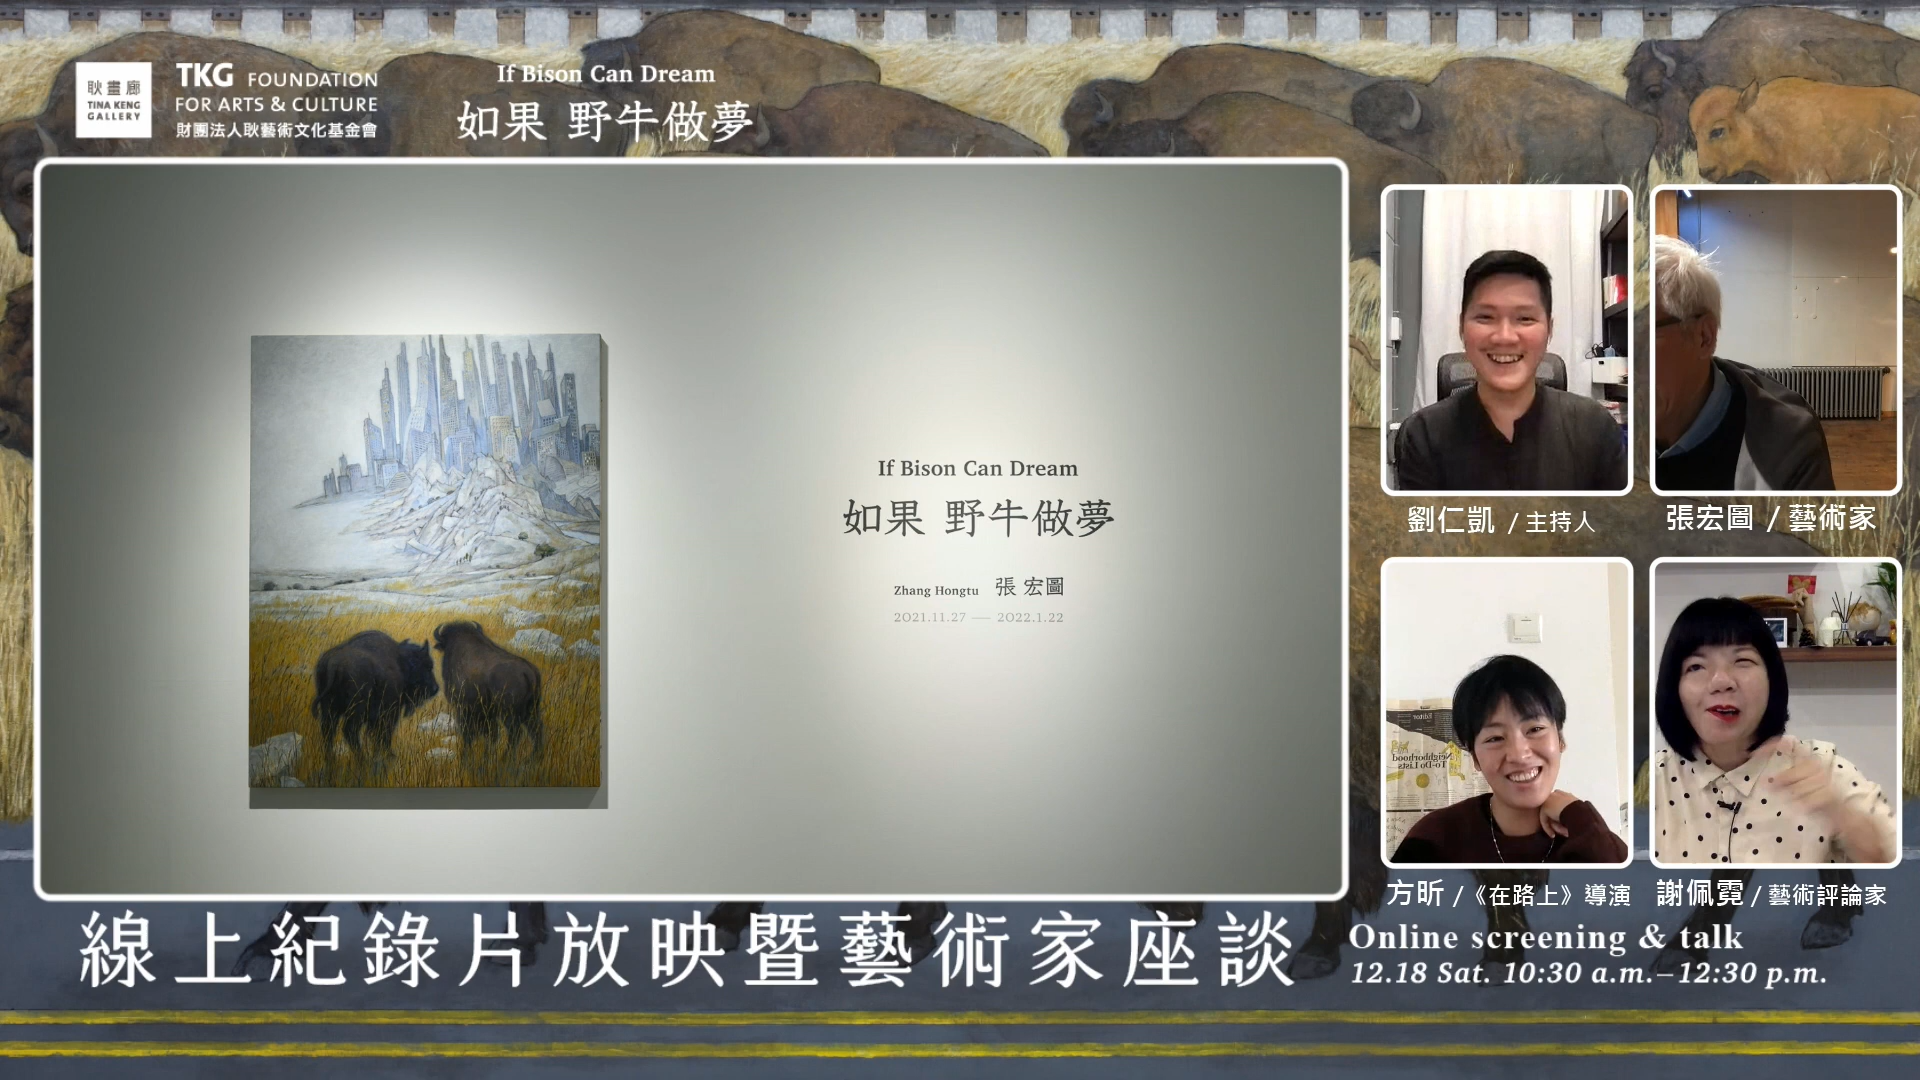 耿畫廊
TINA KENG
GALLERY
TKG FOUNDATION
FOR ARTS & CULTURE
財團法人耿藝術文化基金會
If Bison Can Dream
如果 野牛做夢
If Bison Can Dream
如果 野牛做夢
Zhang Hongtu 張宏圖
2021.11.27 — 2022.1.22
劉仁凱 / 主持人
張宏圖 / 藝術家
Editor
Neighborhood
To-Do Lists
方昕 /《在路上》導演
謝佩霓 / 藝術評論家
線上紀錄片放映暨藝術家座談
Online screening & talk
12.18 Sat. 10:30 a.m.–12:30 p.m.